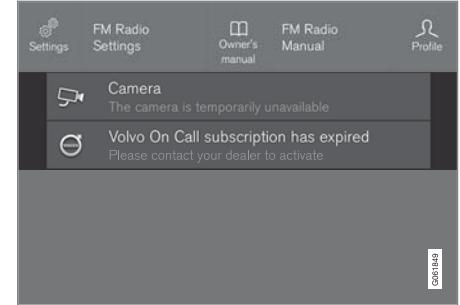 Settings
FM Radio
Settings
Owner's
manual
FM Radio
Manual
Profile
Camera
The camera is temporarily unavailable
Volvo On Call subscription has expired
Please contact your dealer to activate
G061849